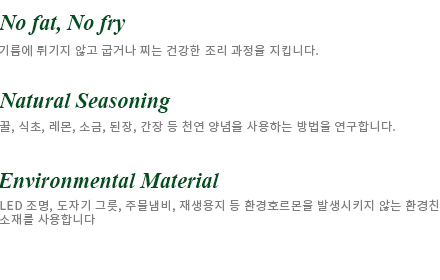 No fat, No fry
기름에 튀기지 않고 굽거나 찌는 건강한 조리 과정을 지킵니다.
Natural Seasoning
꿀, 식초, 레몬, 소금, 된장, 간장 등 천연 양념을 사용하는 방법을 연구합니다.
Environmental Material
LED 조명, 도자기 그릇, 주물냄비, 재생용지 등 환경호르몬을 발생시키지 않는 환경친
소재를 사용합니다